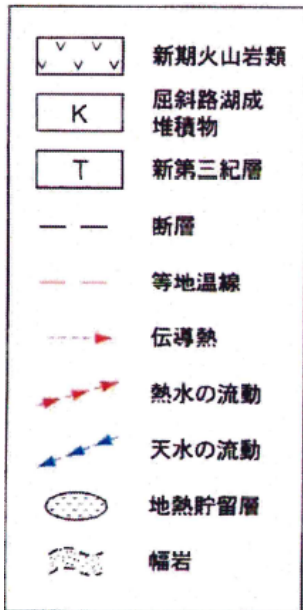 新期火山岩類
K
屈斜路湖成
堆積物
T
新第三紀層
断層
等地温線
伝導熱
熱水の流動
天水の流動
地熱貯留層
幅岩